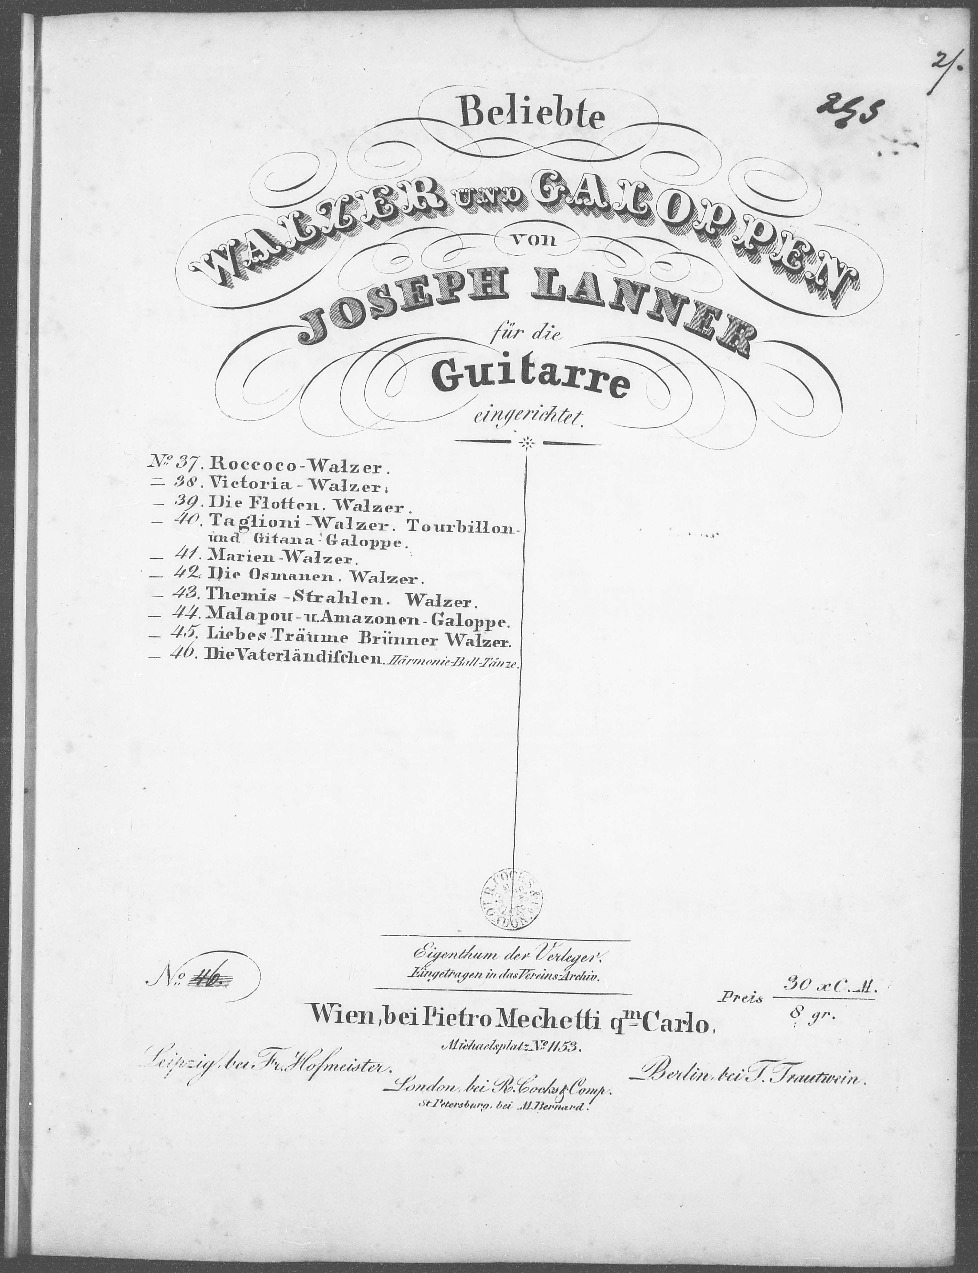 2/.
Beliebte
WALZER UND GALOPPEN
von
JOSEPH LANNER
für die
Guitarre
eingerichtet.
No. 37. Roccoco-Walzer.
= 38. Victoria-Walzer.
— 39. Die Flotten. Walzer.
— 40. Taglioni-Walzer. Tourbillon-
und Gitana-Galoppe.
— 41. Marien-Walzer.
— 42. Die Osmanen. Walzer.
— 43. Themis-Strahlen. Walzer.
— 44. Malapou-u. Amazonen-Galoppe.
— 45. Liebes-Träume Brünner Walzer.
— 46. Die Vaterländiſchen. Härmonie-Ball-Tänze.
Eigenthum der Verleger.
Eingetragen in das Vereins-Archiv.
No. 46.
Preis 30 x C. M.
8 gr.
Wien, bei Pietro Mechetti qm Carlo,
Michaelsplatz No. 1153.
Leipzig, bei Fr. Hofmeister.
Berlin, bei T. Trautwein.
London, bei R. Cocks & Comp.
St. Petersburg, bei M. Bernard.